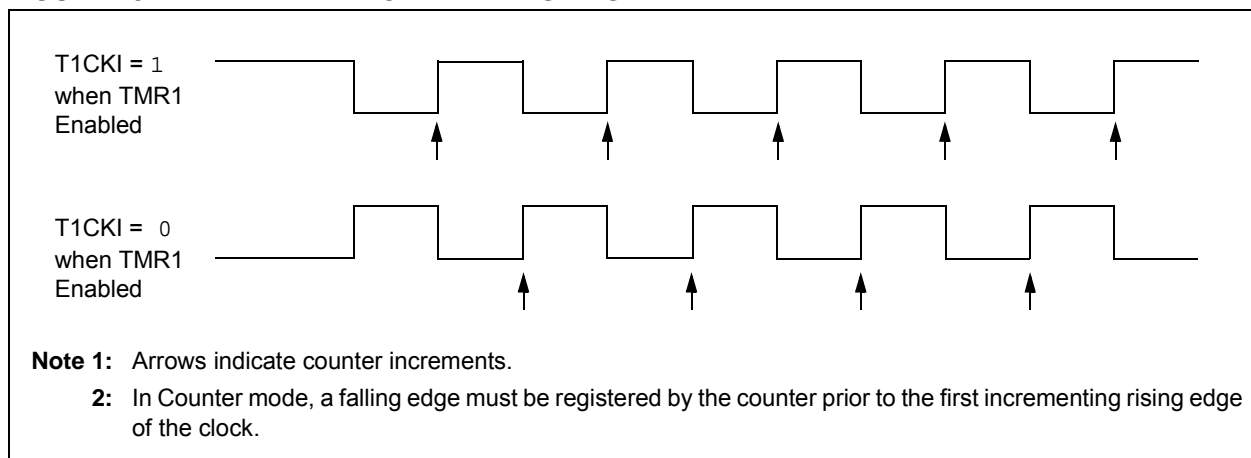 T1CKI = 1
when TMR1
Enabled
T1CKI = 0
when TMR1
Enabled
Note 1: Arrows indicate counter increments.
2: In Counter mode, a falling edge must be registered by the counter prior to the first incrementing rising edge
of the clock.